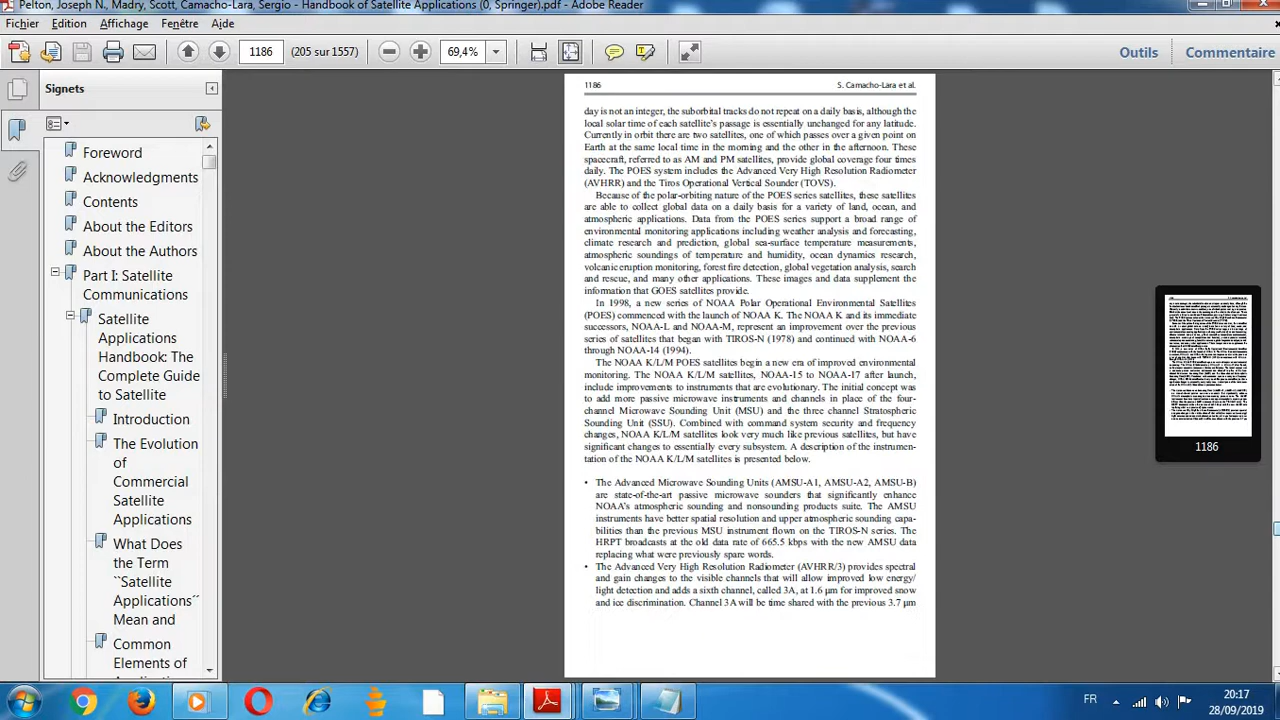 Pelton, Joseph N., Madry, Scott, Camacho-Lara, Sergio - Handbook of Satellite Applications (0, Springer).pdf - Adobe Reader
Fichier Edition Affichage Fenêtre Aide
1186 (205 sur 1557) 69,4% Outils Commentaire
Signets
Foreword
Acknowledgments
Contents
About the Editors
About the Authors
Part I: Satellite
Communications
Satellite
Applications
Handbook: The
Complete Guide
to Satellite
Introduction
The Evolution
of
Commercial
Satellite
Applications
What Does
the Term
``Satellite
Applications´´
Mean and
Common
Elements of
1186 S. Camacho-Lara et al.
day is not an integer, the suborbital tracks do not repeat on a daily basis, although the
local solar time of each satellite's passage is essentially unchanged for any latitude.
Currently in orbit there are two satellites, one of which passes over a given point on
Earth at the same local time in the morning and the other in the afternoon. These
spacecraft, referred to as AM and PM satellites, provide global coverage four times
daily. The POES system includes the Advanced Very High Resolution Radiometer
(AVHRR) and the Tiros Operational Vertical Sounder (TOVS).
Because of the polar-orbiting nature of the POES series satellites, these satellites
are able to collect global data on a daily basis for a variety of land, ocean, and
atmospheric applications. Data from the POES series support a broad range of
environmental monitoring applications including weather analysis and forecasting,
climate research and prediction, global sea-surface temperature measurements,
atmospheric soundings of temperature and humidity, ocean dynamics research,
volcanic eruption monitoring, forest fire detection, global vegetation analysis, search
and rescue, and many other applications. These images and data supplement the
information that GOES satellites provide.
In 1998, a new series of NOAA Polar Operational Environmental Satellites
(POES) commenced with the launch of NOAA K. The NOAA K and its immediate
successors, NOAA-L and NOAA-M, represent an improvement over the previous
series of satellites that began with TIROS-N (1978) and continued with NOAA-6
through NOAA-14 (1994).
The NOAA K/L/M POES satellites begin a new era of improved environmental
monitoring. The NOAA K/L/M satellites, NOAA-15 to NOAA-17 after launch,
include improvements to instruments that are evolutionary. The initial concept was
to add more passive microwave instruments and channels in place of the four-
channel Microwave Sounding Unit (MSU) and the three channel Stratospheric
Sounding Unit (SSU). Combined with command system security and frequency
changes, NOAA K/L/M satellites look very much like previous satellites, but have
significant changes to essentially every subsystem. A description of the instrumen-
tation of the NOAA K/L/M satellites is presented below.
• The Advanced Microwave Sounding Units (AMSU-A1, AMSU-A2, AMSU-B)
are state-of-the-art passive microwave sounders that significantly enhance
NOAA's atmospheric sounding and nonsounding products suite. The AMSU
instruments have better spatial resolution and upper atmospheric sounding capa-
bilities than the previous MSU instrument flown on the TIROS-N series. The
HRPT broadcasts at the old data rate of 665.5 kbps with the new AMSU data
replacing what were previously spare words.
• The Advanced Very High Resolution Radiometer (AVHRR/3) provides spectral
and gain changes to the visible channels that will allow improved low energy/
light detection and adds a sixth channel, called 3A, at 1.6 μm for improved snow
and ice discrimination. Channel 3A will be time shared with the previous 3.7 μm
1186
FR 20:17
28/09/2019